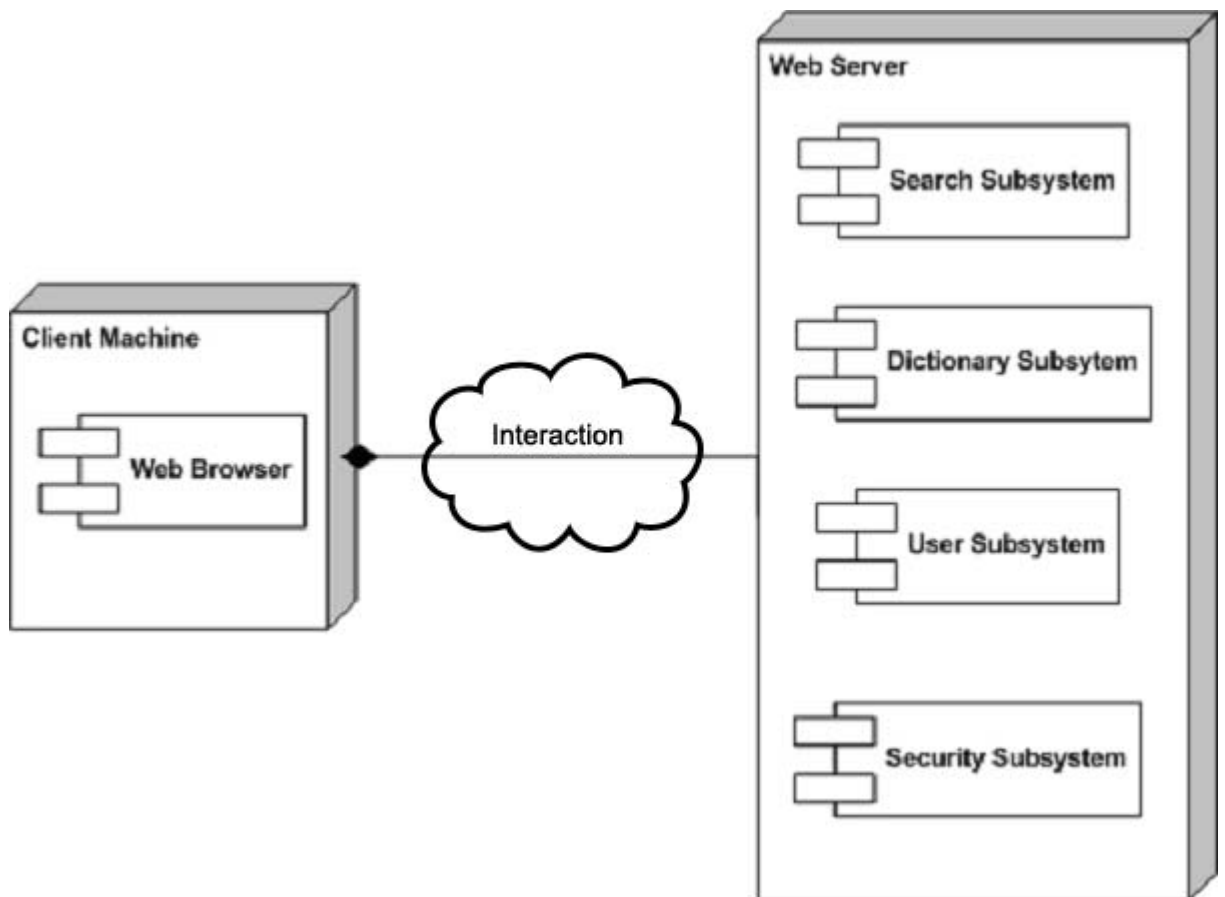 Web Server
Search Subsystem
Dictionary Subsytem
User Subsystem
Security Subsystem
Client Machine
Web Browser
Interaction